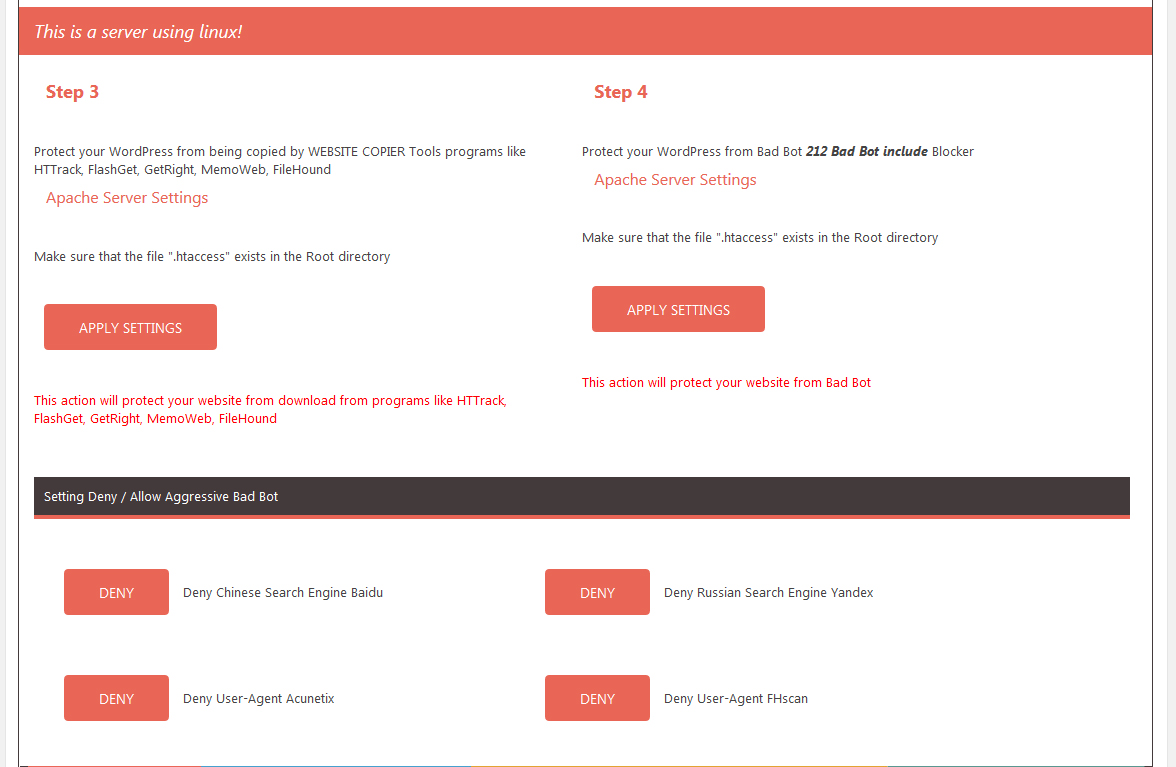 This is a server using linux!
Step 3
Protect your WordPress from being copied by WEBSITE COPIER Tools programs like
HTTrack, FlashGet, GetRight, MemoWeb, FileHound
Apache Server Settings
Make sure that the file ".htaccess" exists in the Root directory
APPLY SETTINGS
This action will protect your website from download from programs like HTTrack,
FlashGet, GetRight, MemoWeb, FileHound
Step 4
Protect your WordPress from Bad Bot 212 Bad Bot include Blocker
Apache Server Settings
Make sure that the file ".htaccess" exists in the Root directory
APPLY SETTINGS
This action will protect your website from Bad Bot
Setting Deny / Allow Aggressive Bad Bot
DENY Deny Chinese Search Engine Baidu
DENY Deny Russian Search Engine Yandex
DENY Deny User-Agent Acunetix
DENY Deny User-Agent FHscan